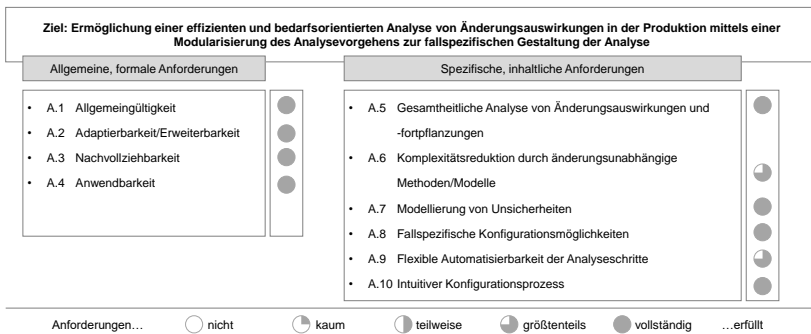 Ziel: Ermöglichung einer effizienten und bedarfsorientierten Analyse von Änderungsauswirkungen in der Produktion mittels einer
Modularisierung des Analysevorgehens zur fallspezifischen Gestaltung der Analyse
Allgemeine, formale Anforderungen
• A.1 Allgemeingültigkeit
• A.2 Adaptierbarkeit/Erweiterbarkeit
• A.3 Nachvollziehbarkeit
• A.4 Anwendbarkeit
Spezifische, inhaltliche Anforderungen
• A.5 Gesamtheitliche Analyse von Änderungsauswirkungen und
-fortpflanzungen
• A.6 Komplexitätsreduktion durch änderungsunabhängige
Methoden/Modelle
• A.7 Modellierung von Unsicherheiten
• A.8 Fallspezifische Konfigurationsmöglichkeiten
• A.9 Flexible Automatisierbarkeit der Analyseschritte
• A.10 Intuitiver Konfigurationsprozess
Anforderungen… nicht kaum teilweise größtenteils vollständig …erfüllt